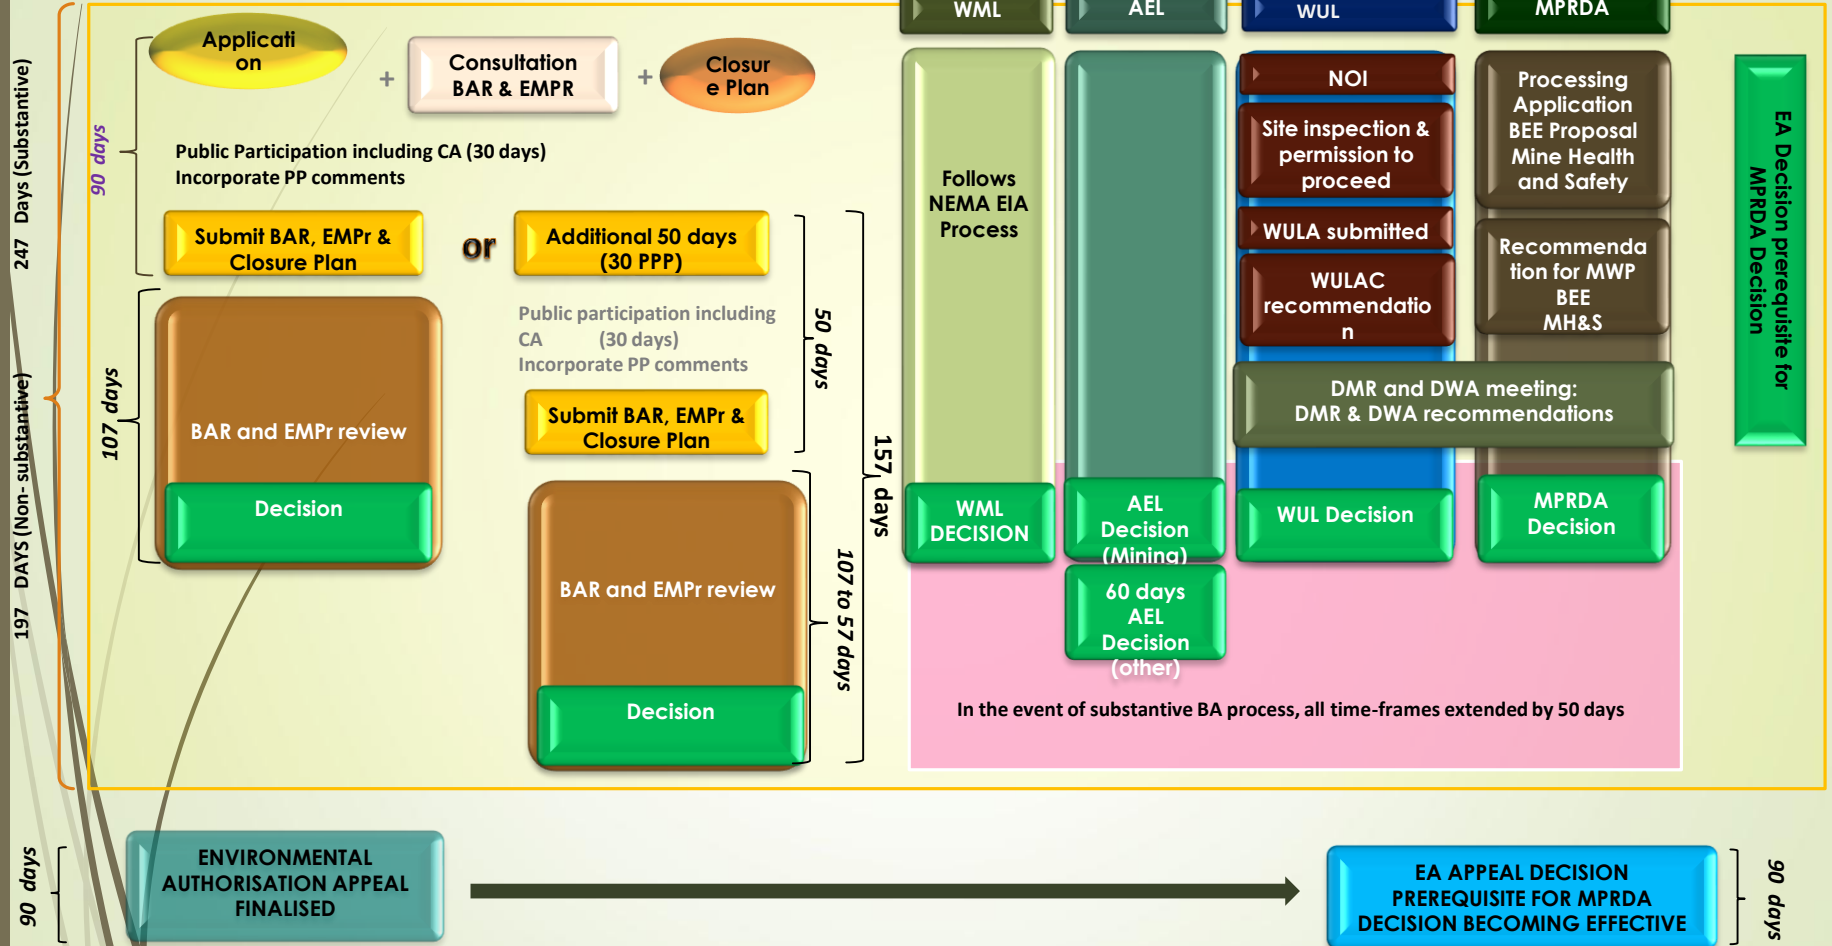 WML
AEL
WUL
MPRDA
247 Days (Substantive)
197 DAYS (Non- substantive)
90 days
Applicati
on
+
Consultation
BAR & EMPR
+
Closur
e Plan
Public Participation including CA (30 days)
Incorporate PP comments
Submit BAR, EMPr &
Closure Plan
or
Additional 50 days
(30 PPP)
Public participation including
CA (30 days)
Incorporate PP comments
50 days
Submit BAR, EMPr &
Closure Plan
107 days
BAR and EMPr review
Decision
157 days
BAR and EMPr review
Decision
107 to 57 days
Follows
NEMA EIA
Process
WML
DECISION
AEL
Decision
(Mining)
60 days
AEL
Decision
(other)
NOI
Site inspection &
permission to
proceed
WULA submitted
WULAC
recommendatio
n
Processing
Application
BEE Proposal
Mine Health
and Safety
Recommenda
tion for MWP
BEE
MH&S
DMR and DWA meeting:
DMR & DWA recommendations
WUL Decision
MPRDA
Decision
EA Decision prerequisite for
MPRDA Decision
In the event of substantive BA process, all time-frames extended by 50 days
90 days
ENVIRONMENTAL
AUTHORISATION APPEAL
FINALISED
EA APPEAL DECISION
PREREQUISITE FOR MPRDA
DECISION BECOMING EFFECTIVE
90 days